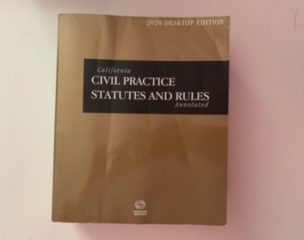 2020 DESKTOP EDITION
California
CIVIL PRACTICE
STATUTES AND RULES
Annotated